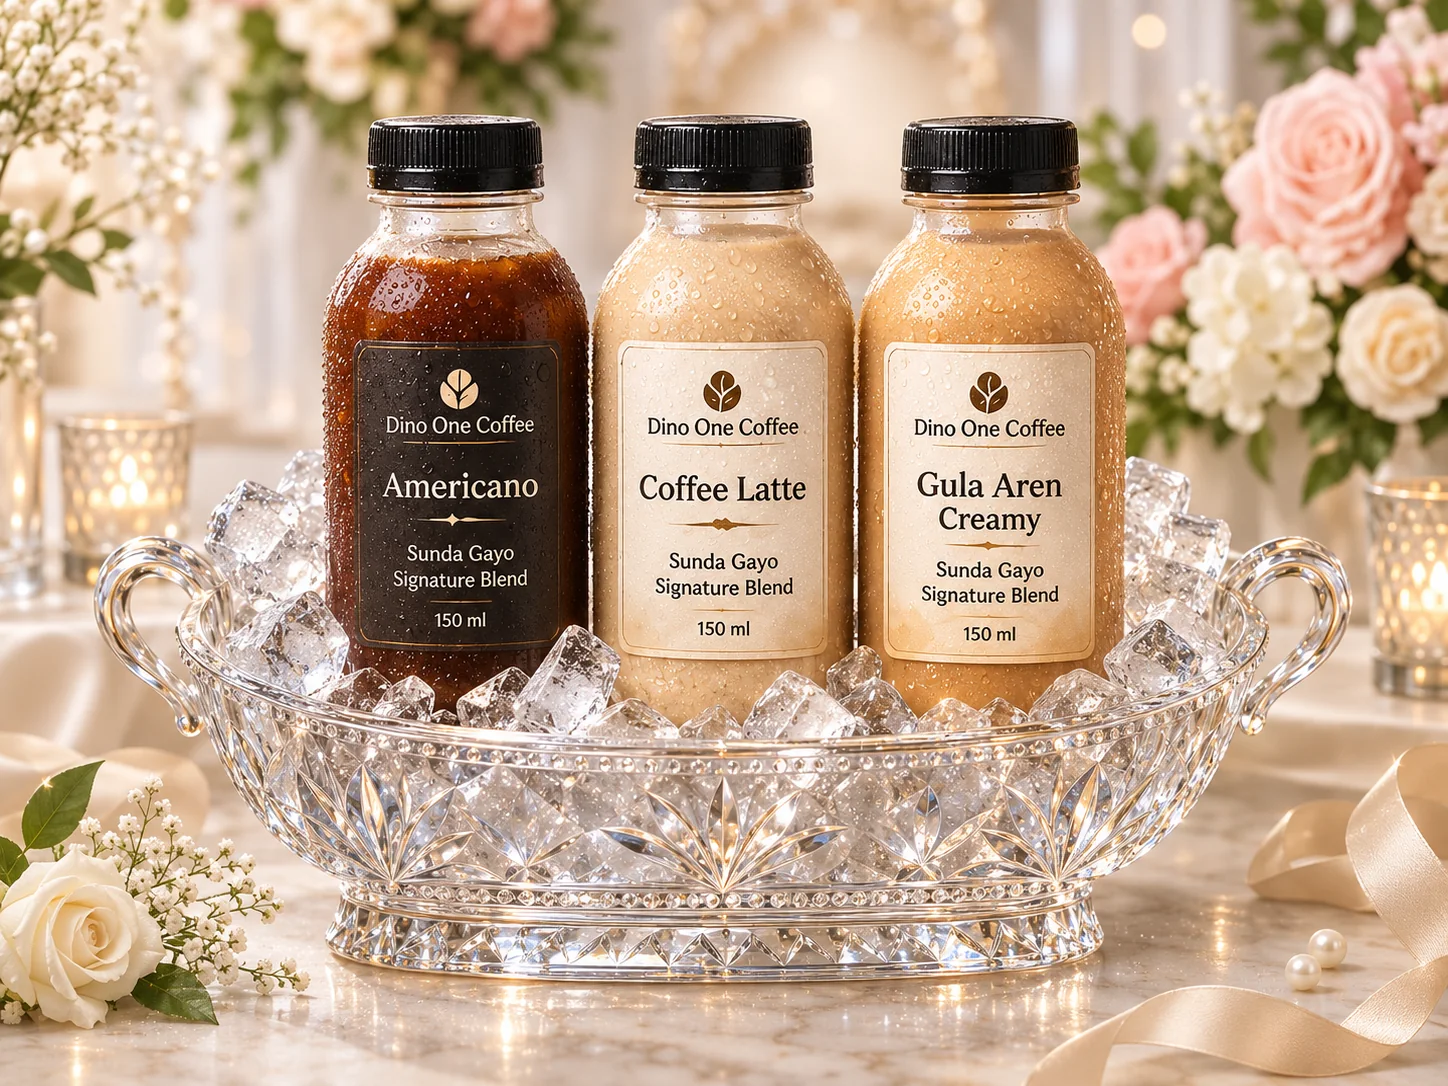 Dino One Coffee
Americano
Sunda Gayo
Signature Blend
150 ml
Dino One Coffee
Coffee Latte
Sunda Gayo
Signature Blend
150 ml
Dino One Coffee
Gula Aren
Creamy
Sunda Gayo
Signature Blend
150 ml